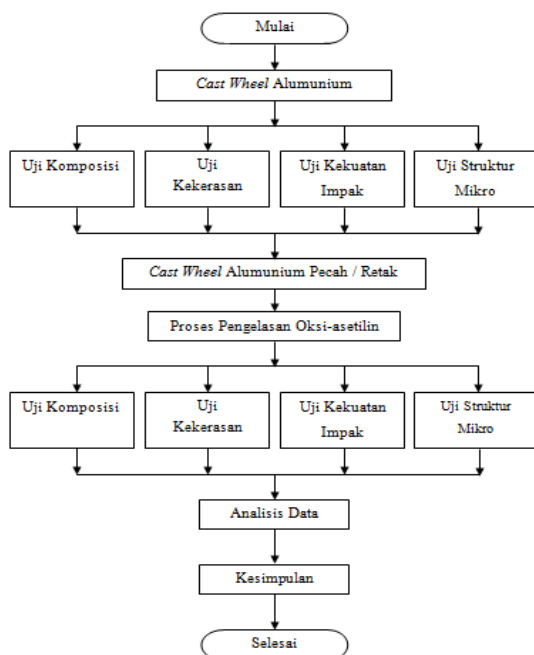 Mulai
Cast Wheel Alumunium
Uji Komposisi
Uji
Kekerasan
Uji Kekuatan
Impak
Uji Struktur
Mikro
Cast Wheel Alumunium Pecah / Retak
Proses Pengelasan Oksi-asetilin
Uji Komposisi
Uji
Kekerasan
Uji Kekuatan
Impak
Uji Struktur
Mikro
Analisis Data
Kesimpulan
Selesai